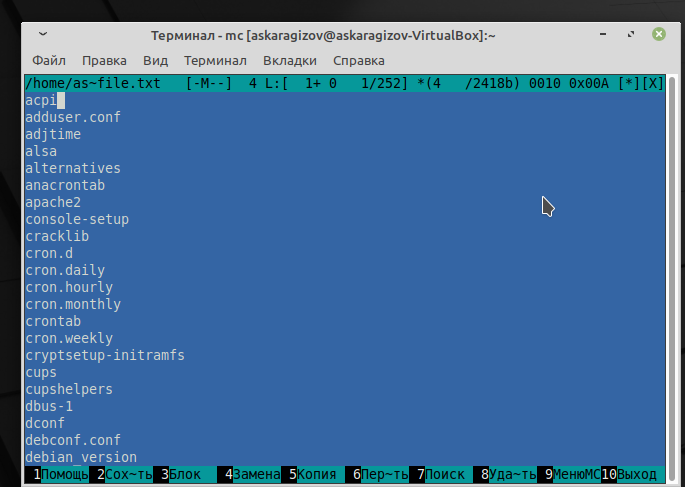 Терминал - mc [askaragizov@askaragizov-VirtualBox]:~
Файл Правка Вид Терминал Вкладки Справка
/home/as~file.txt [-M--] 4 L:[ 1+ 0 1/252] *(4 /2418b) 0010 0x00A [*][X]
acpi
adduser.conf
adjtime
alsa
alternatives
anacrontab
apache2
console-setup
cracklib
cron.d
cron.daily
cron.hourly
cron.monthly
crontab
cron.weekly
cryptsetup-initramfs
cups
cupshelpers
dbus-1
dconf
debconf.conf
debian_version
1Помощь 2Сох~ть 3Блок 4Замена 5Копия 6Пер~ть 7Поиск 8Уда~ть 9МенюМС 10Выход